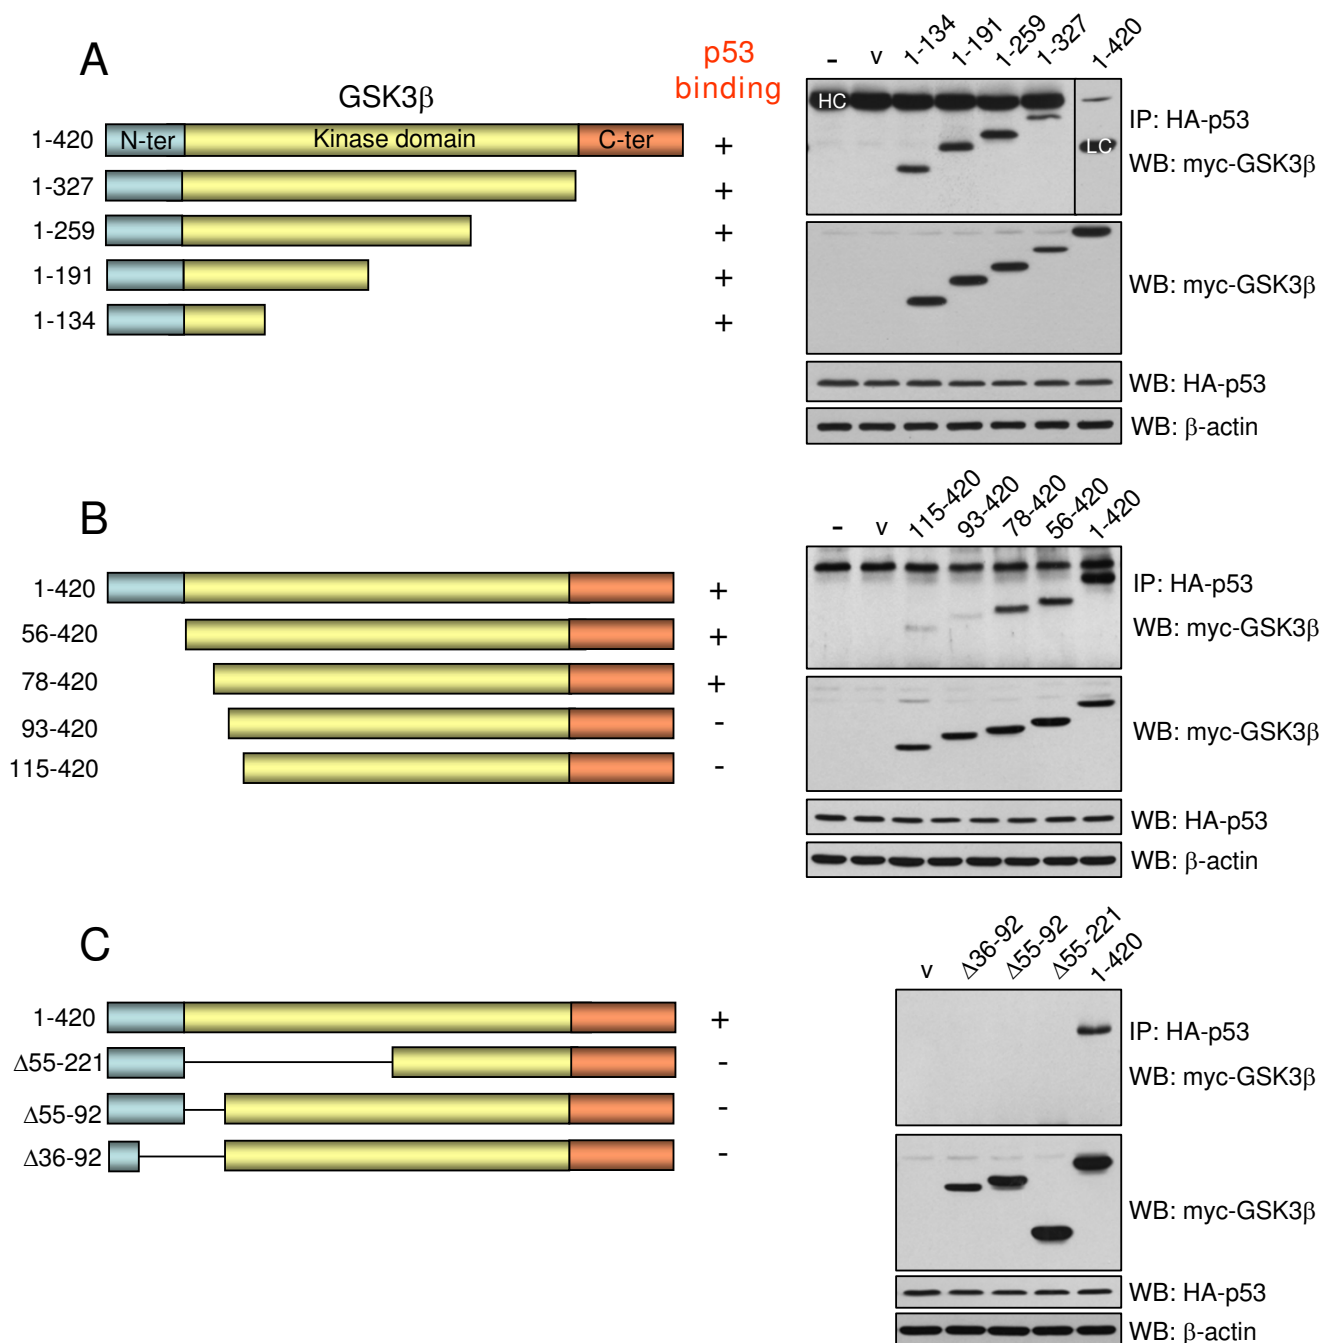 A
GSK3β
p53
binding
1-420
N-ter
Kinase domain
C-ter
+
1-327
+
1-259
+
1-191
+
1-134
+
- v 1-134 1-191 1-259 1-327 1-420
HC
LC
IP: HA-p53
WB: myc-GSK3β
WB: myc-GSK3β
WB: HA-p53
WB: β-actin
B
1-420
+
56-420
+
78-420
+
93-420
-
115-420
-
- v 115-420 93-420 78-420 56-420 1-420
IP: HA-p53
WB: myc-GSK3β
WB: myc-GSK3β
WB: HA-p53
WB: β-actin
C
1-420
+
Δ55-221
-
Δ55-92
-
Δ36-92
-
v Δ36-92 Δ55-92 Δ55-221 1-420
IP: HA-p53
WB: myc-GSK3β
WB: myc-GSK3β
WB: HA-p53
WB: β-actin